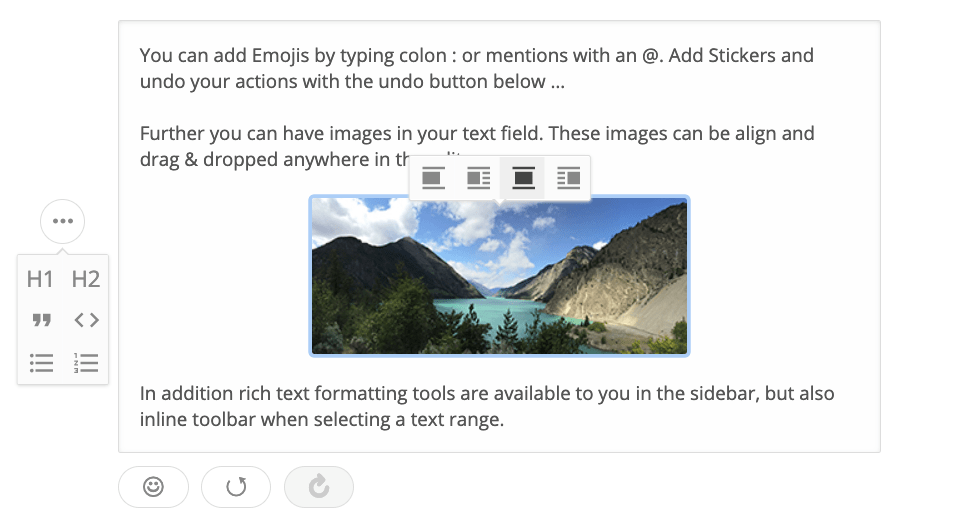 You can add Emojis by typing colon : or mentions with an @. Add Stickers and
undo your actions with the undo button below ...
Further you can have images in your text field. These images can be align and
drag & dropped anywhere in
H1 H2
In addition rich text formatting tools are available to you in the sidebar, but also
inline toolbar when selecting a text range.